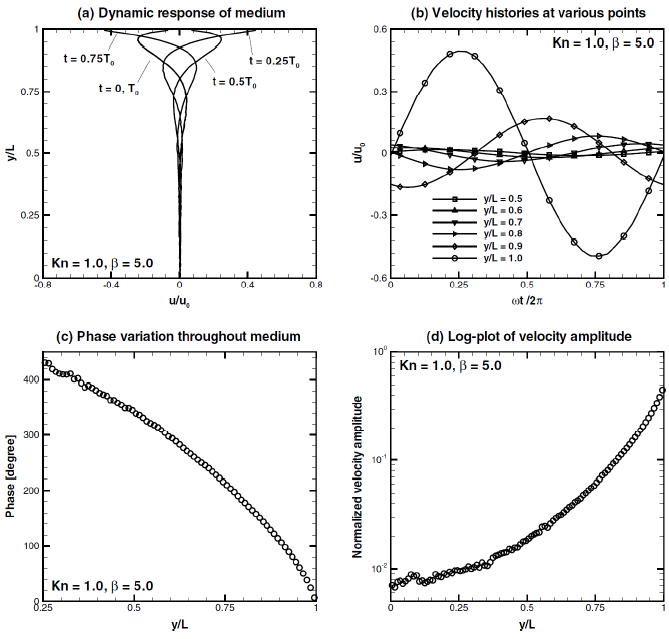 (a) Dynamic response of medium
t = 0.75T₀
t = 0.25T₀
t = 0, T₀
t = 0.5T₀
Kn = 1.0, β = 5.0
y/L
1
0.75
0.5
0.25
0
-0.8 -0.4 0 0.4 0.8
u/u₀
(b) Velocity histories at various points
Kn = 1.0, β = 5.0
u/u₀
0.6
0.3
0
-0.3
-0.6
y/L = 0.5
y/L = 0.6
y/L = 0.7
y/L = 0.8
y/L = 0.9
y/L = 1.0
0 0.25 0.5 0.75 1
ωt /2π
(c) Phase variation throughout medium
Phase [degree]
400
300
200
100
0
Kn = 1.0, β = 5.0
0.25 0.5 0.75 1
y/L
(d) Log-plot of velocity amplitude
Kn = 1.0, β = 5.0
Normalized velocity amplitude
10⁰
10⁻¹
10⁻²
0 0.25 0.5 0.75 1
y/L